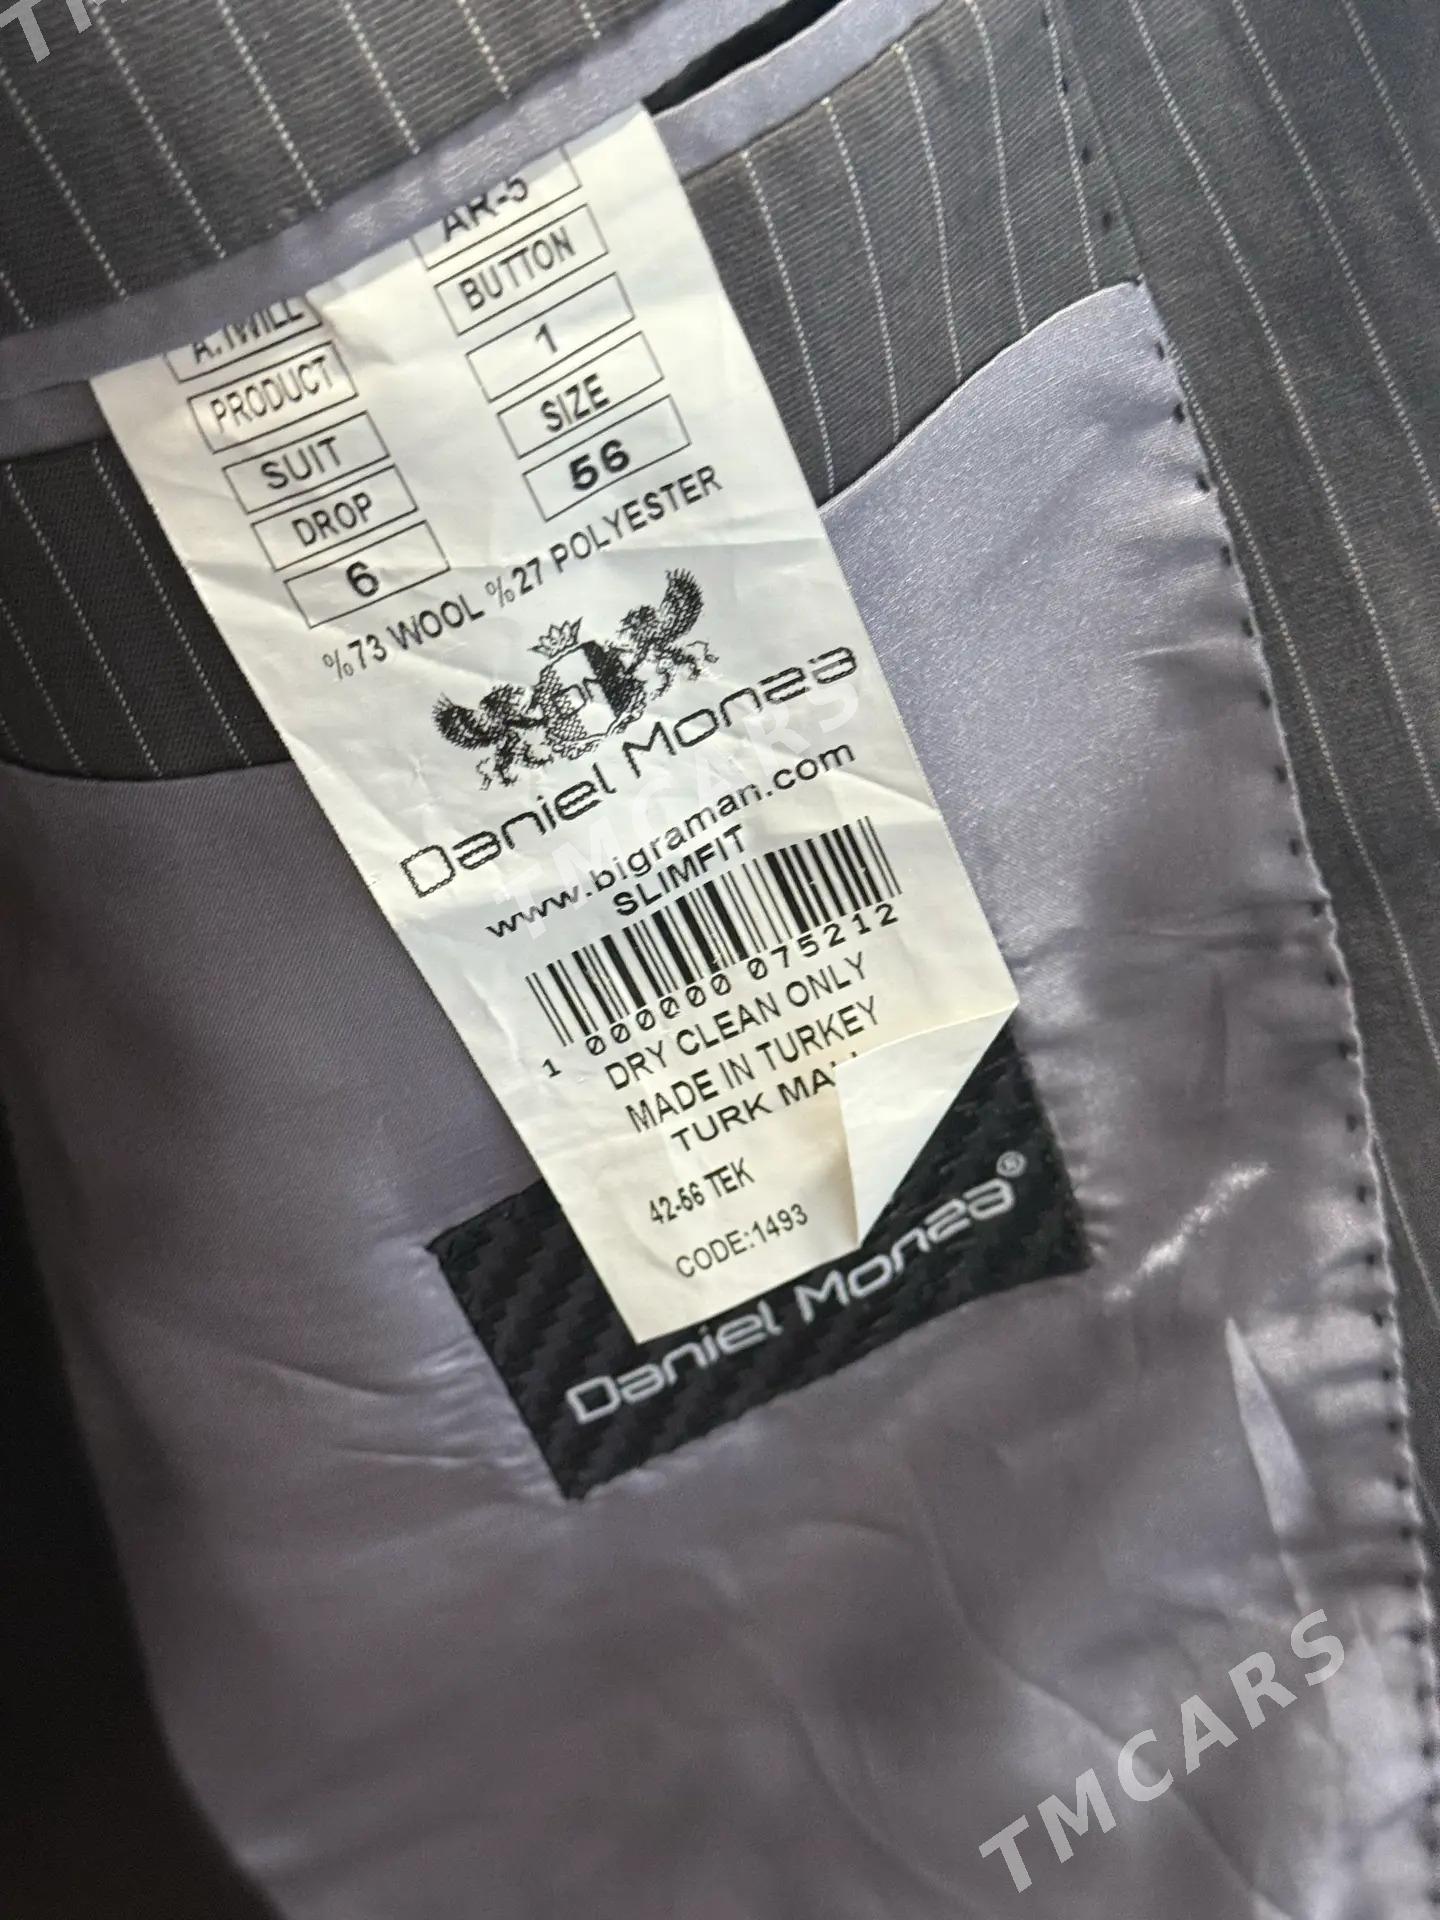 A.TWILL
AR-5
PRODUCT
BUTTON
SUIT
1
DROP
SIZE
6
56
%73 WOOL %27 POLYESTER
Daniel Monza
www.bigraman.com
SLIMFIT
1 000000 075212
DRY CLEAN ONLY
MADE IN TURKEY
TURK MALI
42-56 TEK
CODE:1493
Daniel Monza®
TMCARS
TMCARS